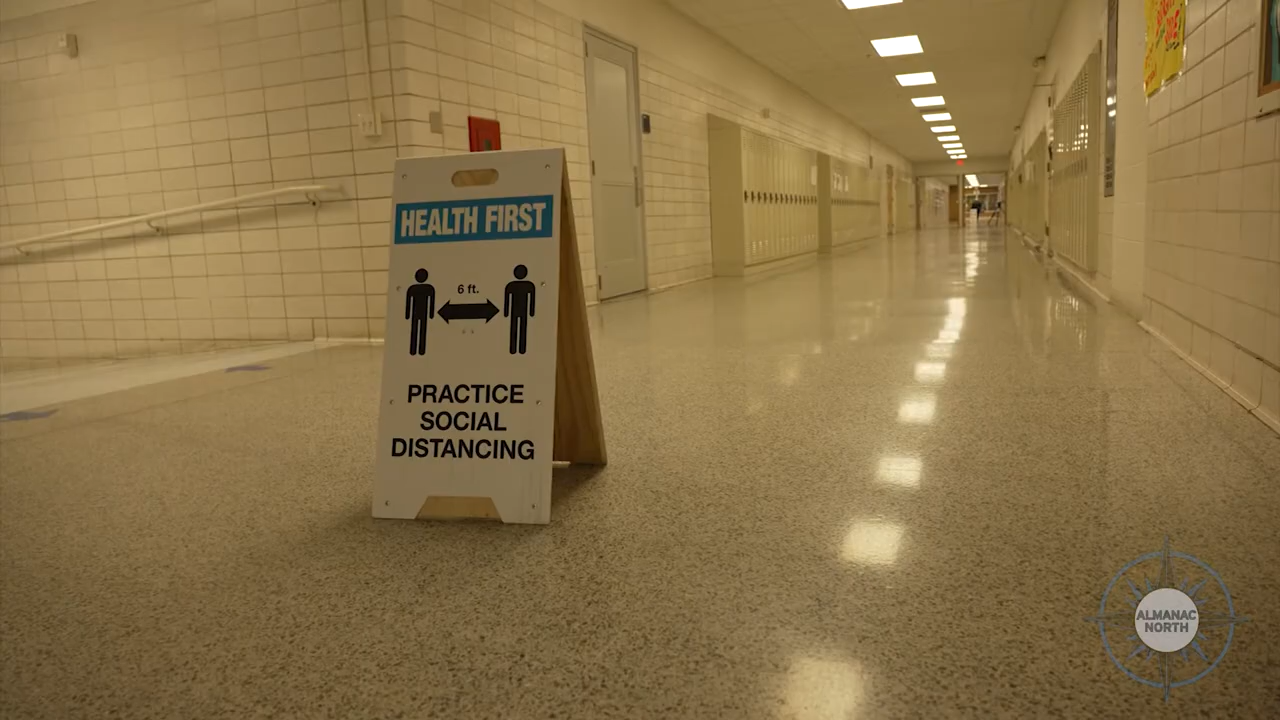 HEALTH FIRST
6 ft.
PRACTICE
SOCIAL
DISTANCING
ALMANAC
NORTH